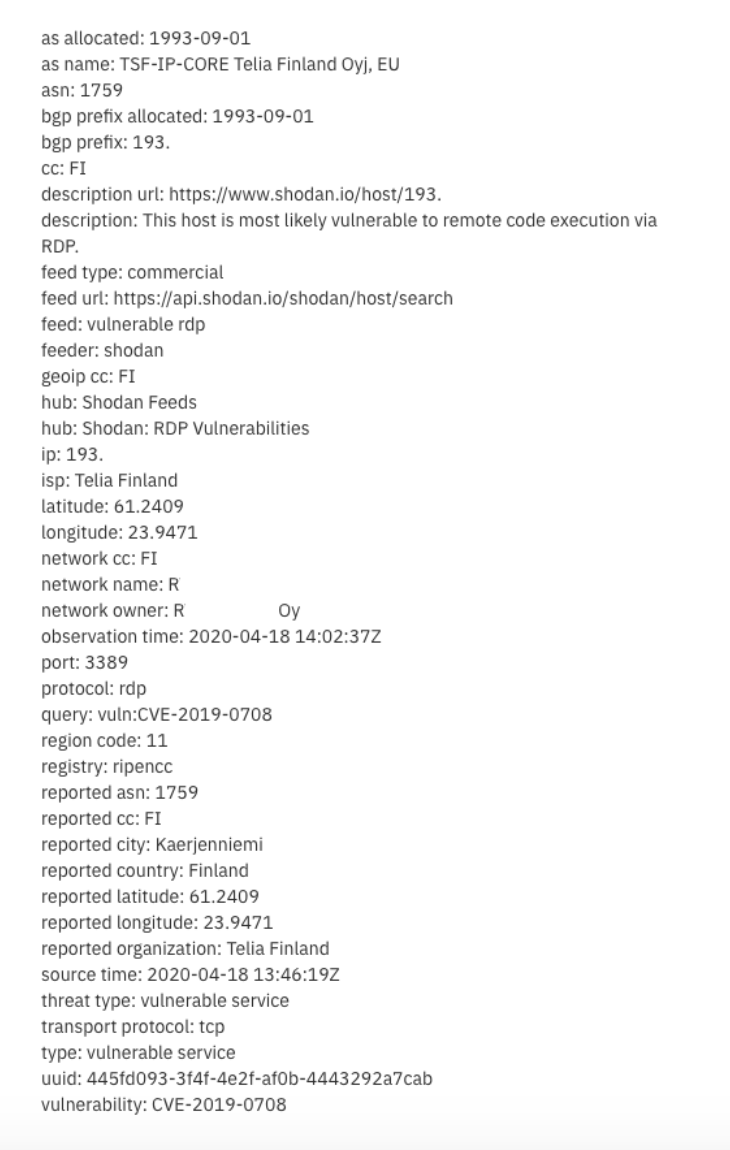 as allocated: 1993-09-01
as name: TSF-IP-CORE Telia Finland Oyj, EU
asn: 1759
bgp prefix allocated: 1993-09-01
bgp prefix: 193.
cc: FI
description url: https://www.shodan.io/host/193.
description: This host is most likely vulnerable to remote code execution via
RDP.
feed type: commercial
feed url: https://api.shodan.io/shodan/host/search
feed: vulnerable rdp
feeder: shodan
geoip cc: FI
hub: Shodan Feeds
hub: Shodan: RDP Vulnerabilities
ip: 193.
isp: Telia Finland
latitude: 61.2409
longitude: 23.9471
network cc: FI
network name: R
network owner: R Oy
observation time: 2020-04-18 14:02:37Z
port: 3389
protocol: rdp
query: vuln:CVE-2019-0708
region code: 11
registry: ripencc
reported asn: 1759
reported cc: FI
reported city: Kaerjenniemi
reported country: Finland
reported latitude: 61.2409
reported longitude: 23.9471
reported organization: Telia Finland
source time: 2020-04-18 13:46:19Z
threat type: vulnerable service
transport protocol: tcp
type: vulnerable service
uuid: 445fd093-3f4f-4e2f-af0b-4443292a7cab
vulnerability: CVE-2019-0708